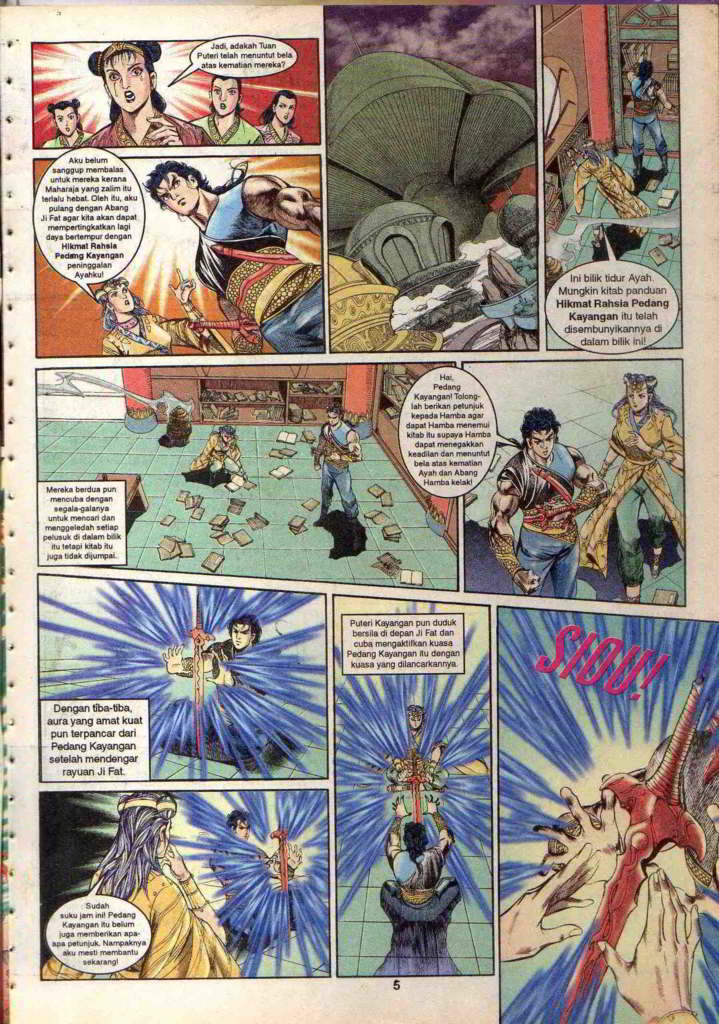 Jadi, adakah Tuan
Puteri telah menuntut bela
atas kematian mereka?
Aku belum
sanggup membalas
untuk mereka kerana
Maharaja yang zalim itu
terlalu hebat. Oleh itu, aku
pulang dengan Abang
Ji Fat agar kita akan dapat
mempertingkatkan lagi
daya bertempur dengan
Hikmat Rahsia
Pedang Kayangan
peninggalan
Ayahku!
Ini bilik tidur Ayah.
Mungkin kitab panduan
Hikmat Rahsia Pedang
Kayangan itu telah
disembunyikannya di
dalam bilik ini!
Mereka berdua pun
mencuba dengan
segala-galanya
untuk mencari dan
menggeledah setiap
pelusuk di dalam bilik
itu tetapi kitab itu
juga tidak dijumpai.
Hai,
Pedang
Kayangan! Tolong-
lah berikan petunjuk
kepada Hamba agar
dapat Hamba menemui
kitab itu supaya Hamba
dapat menegakkan
keadilan dan menuntut
bela atas kematian
Ayah dan Abang
Hamba kelak!
Dengan tiba-tiba,
aura yang amat kuat
pun terpancar dari
Pedang Kayangan
setelah mendengar
rayuan Ji Fat.
Sudah
suku jam ini! Pedang
Kayangan itu belum
juga memberikan apa-
apa petunjuk. Nampaknya
aku mesti membantu
sekarang!
Puteri Kayangan pun duduk
bersila di depan Ji Fat dan
cuba mengaktifkan kuasa
Pedang Kayangan itu dengan
kuasa yang dilancarkannya.
SIOU!
5